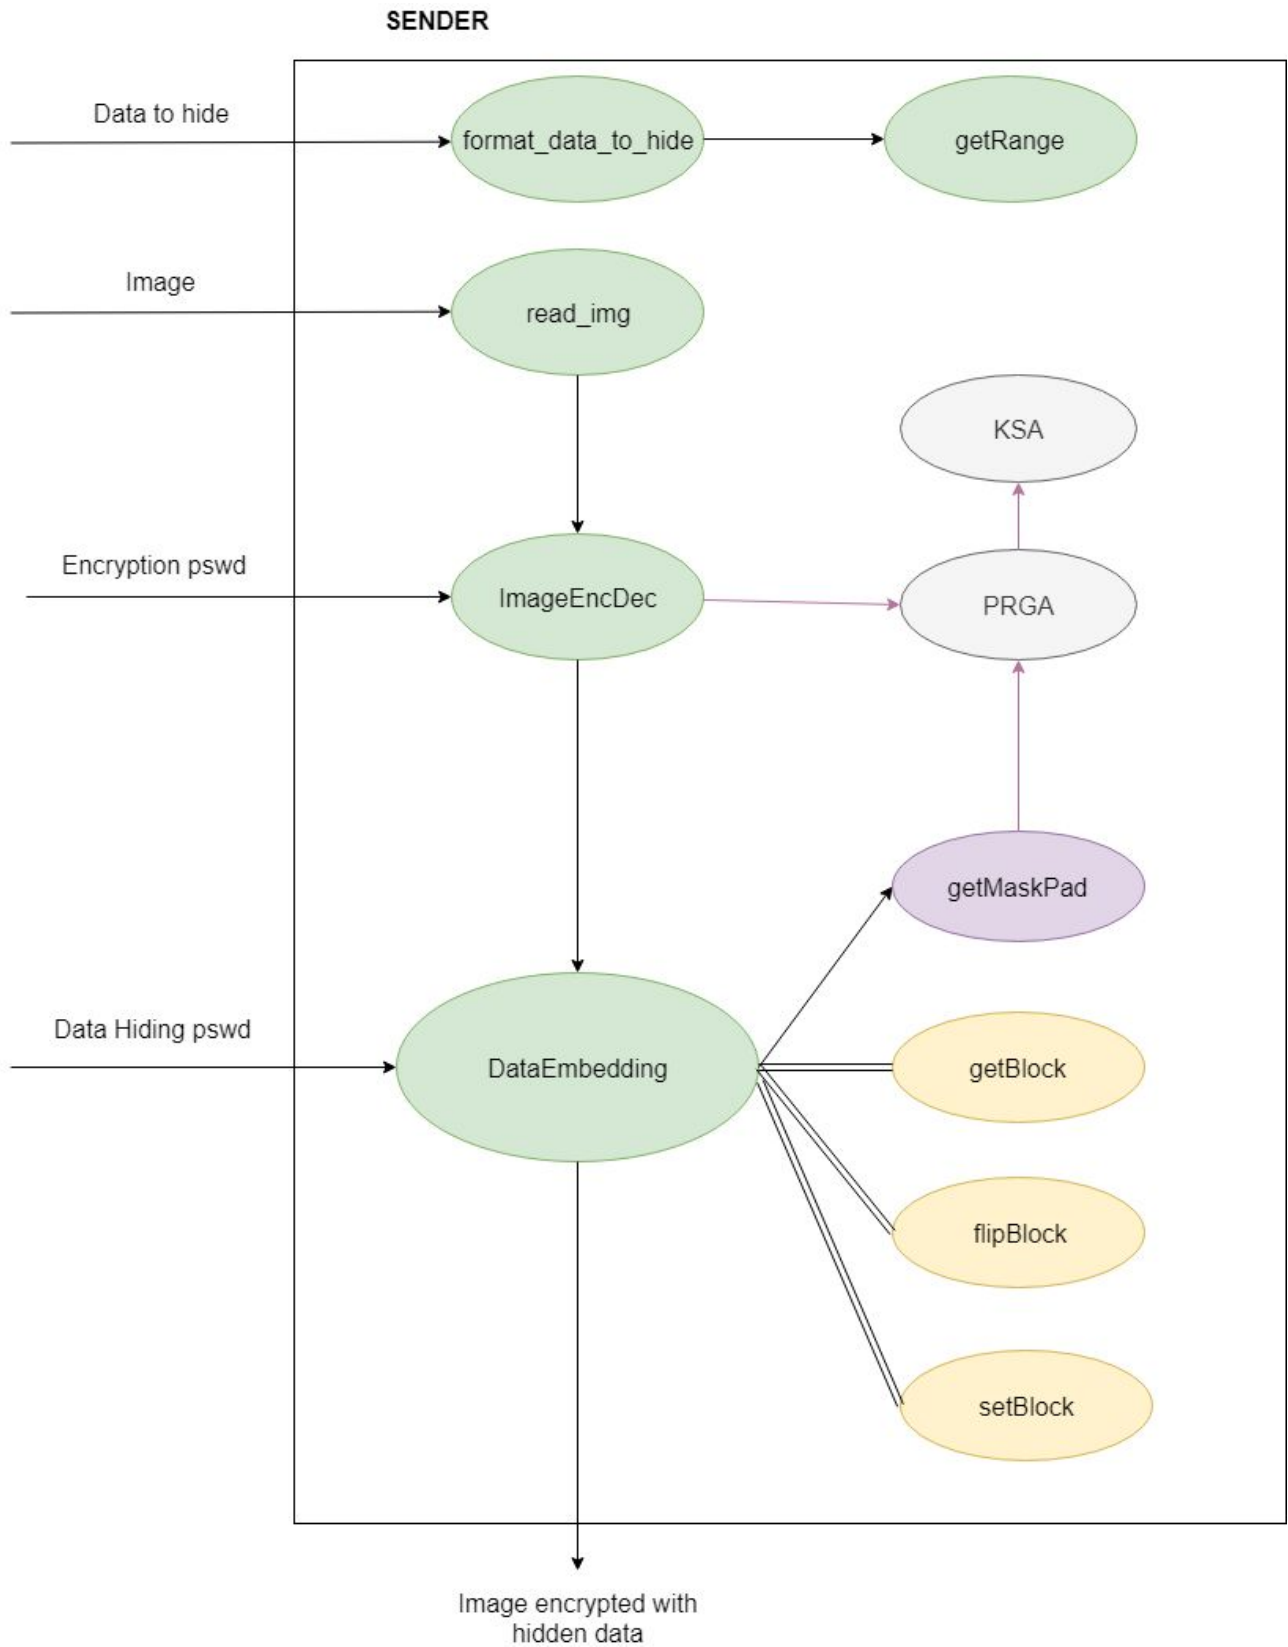 SENDER
Data to hide
format_data_to_hide
getRange
Image
read_img
KSA
Encryption pswd
ImageEncDec
PRGA
getMaskPad
Data Hiding pswd
DataEmbedding
getBlock
flipBlock
setBlock
Image encrypted with
hidden data